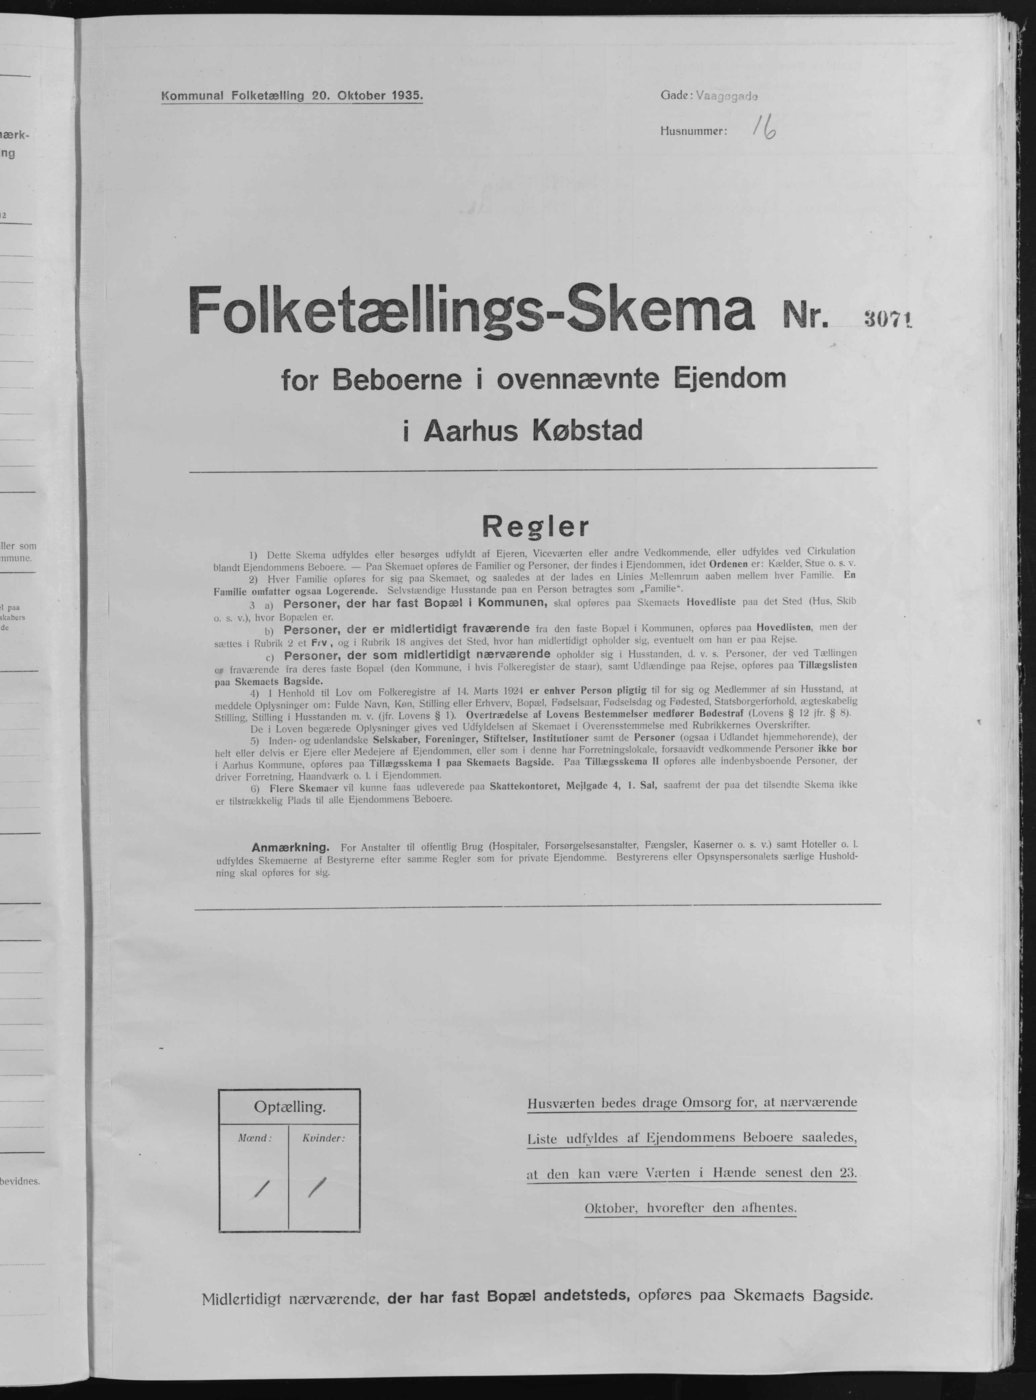 Kommunal Folketælling 20. Oktober 1935.
Gade: Vaagøgade
Husnummer: 16
Folketællings-Skema Nr. 3071
for Beboerne i ovennævnte Ejendom
i Aarhus Købstad
Regler
1) Dette Skema udfyldes eller besørges udfyldt af Ejeren, Viceværten eller andre Vedkommende, eller udfyldes ved Cirkulation
blandt Ejendommens Beboere. — Paa Skemaet opføres de Familier og Personer, der findes i Ejendommen, idet Ordenen er: Kælder, Stue o. s. v.
2) Hver Familie opføres for sig paa Skemaet, og saaledes at der lades en Linies Mellemrum aaben mellem hver Familie. En
Familie omfatter ogsaa Logerende. Selvstændige Husstande paa en Person betragtes som „Familie“.
3 a) Personer, der har fast Bopæl i Kommunen, skal opføres paa Skemaets Hovedliste paa det Sted (Hus, Skib
o. s. v.), hvor Bopælen er.
b) Personer, der er midlertidigt fraværende fra den faste Bopæl i Kommunen, opføres paa Hovedlisten, men der
sættes i Rubrik 2 et Frv, og i Rubrik 18 angives det Sted, hvor han midlertidigt opholder sig, eventuelt om han er paa Rejse.
c) Personer, der som midlertidigt nærværende opholder sig i Husstanden, d. v. s. Personer, der ved Tællingen
er fraværende fra deres faste Bopæl (den Kommune, i hvis Folkeregister de staar), samt Udlændinge paa Rejse, opføres paa Tillægslisten
paa Skemaets Bagside.
4) I Henhold til Lov om Folkeregistre af 14. Marts 1924 er enhver Person pligtig til for sig og Medlemmer af sin Husstand, at
meddele Oplysninger om: Fulde Navn, Køn, Stilling eller Erhverv, Bopæl, Fødselsaar, Fødselsdag og Fødested, Statsborgerforhold, ægteskabelig
Stilling, Stilling i Husstanden m. v. (jfr. Lovens § 1). Overtrædelse af Lovens Bestemmelser medfører Bødestraf (Lovens § 12 jfr. § 8).
De i Loven begærede Oplysninger gives ved Udfyldelsen af Skemaet i Overensstemmelse med Rubrikkernes Overskrifter.
5) Inden- og udenlandske Selskaber, Foreninger, Stiftelser, Institutioner samt de Personer (ogsaa i Udlandet hjemmehørende), der
helt eller delvis er Ejere eller Medejere af Ejendommen, eller som i denne har Forretningslokale, forsaavidt vedkommende Personer ikke bor
i Aarhus Kommune, opføres paa Tillægsskema I paa Skemaets Bagside. Paa Tillægsskema II opføres alle indenbysboende Personer, der
driver Forretning, Haandværk o. l. i Ejendommen.
6) Flere Skemaer vil kunne faas udleverede paa Skattekontoret, Mejlgade 4, 1. Sal, saafremt der paa det tilsendte Skema ikke
er tilstrækkelig Plads til alle Ejendommens Beboere.
Anmærkning. For Anstalter til offentlig Brug (Hospitaler, Forsørgelsesanstalter, Fængsler, Kaserner o. s. v.) samt Hoteller o. l.
udfyldes Skemaerne af Bestyrerne efter samme Regler som for private Ejendomme. Bestyrerens eller Opsynspersonalets særlige Hushold-
ning skal opføres for sig.
Optælling.
Mænd: Kvinder:
1 1
Husværten bedes drage Omsorg for, at nærværende
Liste udfyldes af Ejendommens Beboere saaledes,
at den kan være Værten i Hænde senest den 23.
Oktober, hvorefter den afhentes.
Midlertidigt nærværende, der har fast Bopæl andetsteds, opføres paa Skemaets Bagside.